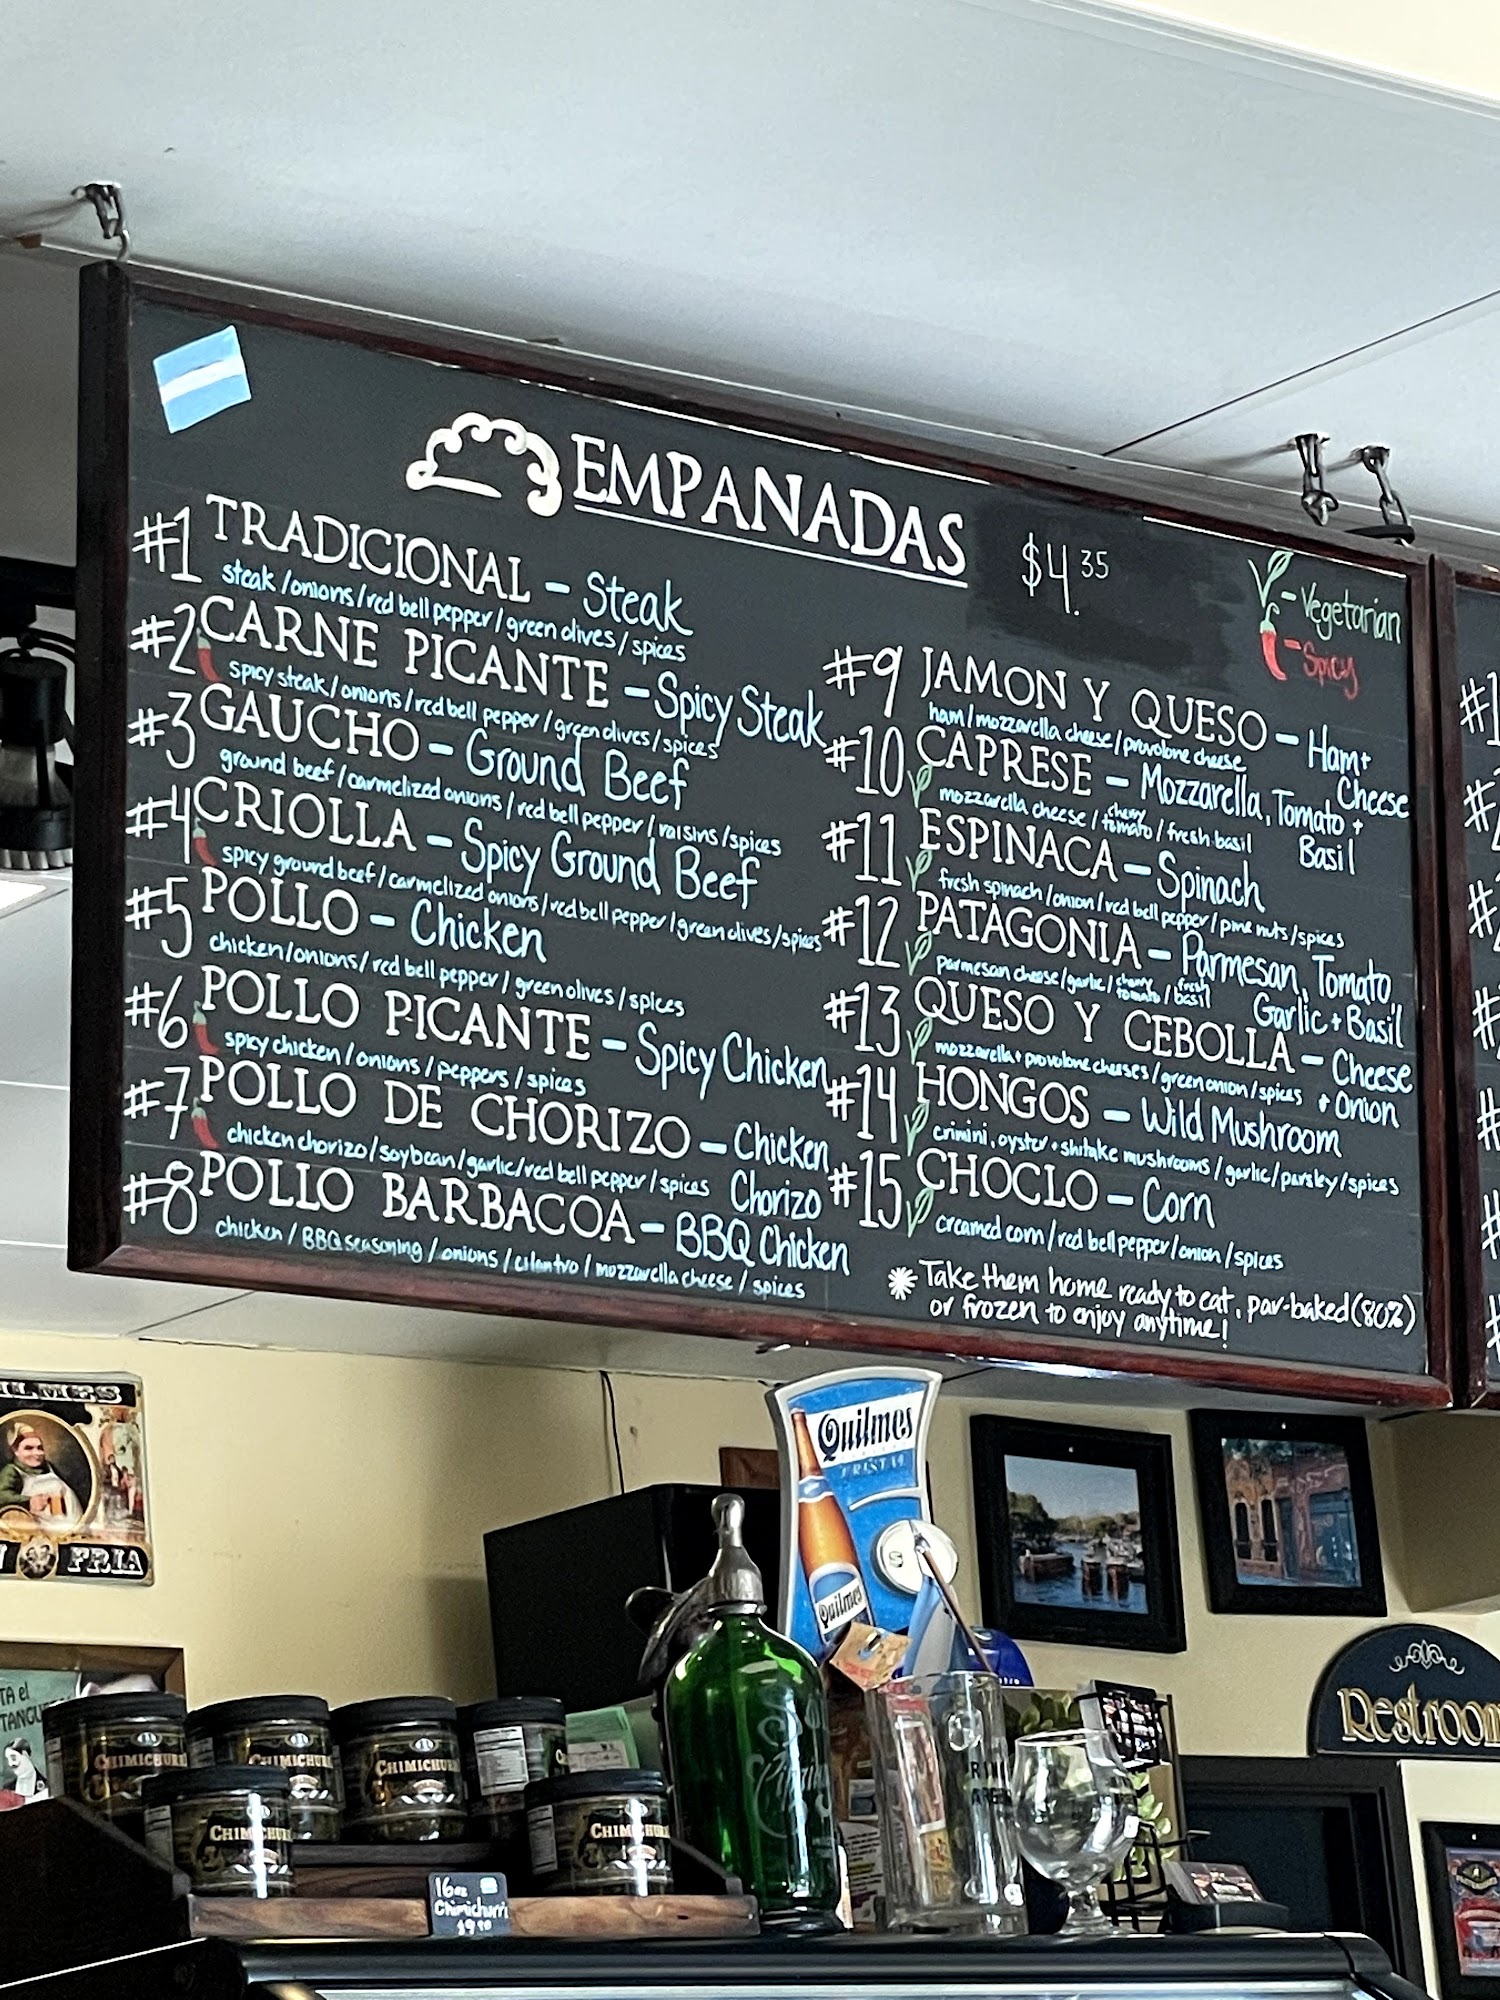 EMPANADAS $4.35
Vegetarian
Spicy
#1 TRADICIONAL - Steak
steak/onions/red bell pepper/green olives/spices
#2 CARNE PICANTE - Spicy Steak
spicy steak/onions/red bell pepper/green olives/spices
#3 GAUCHO - Ground Beef
ground beef/carmelized onions/red bell pepper/raisins/spices
#4 CRIOLLA - Spicy Ground Beef
spicy ground beef/carmelized onions/red bell pepper/green olives/spices
#5 POLLO - Chicken
chicken/onions/red bell pepper/green olives/spices
#6 POLLO PICANTE - Spicy Chicken
spicy chicken/onions/peppers/spices
#7 POLLO DE CHORIZO - Chicken
chicken chorizo/soybean/garlic/red bell pepper/spices Chorizo
#8 POLLO BARBACOA - BBQ Chicken
chicken/BBQ seasoning/onions/cilantro/mozzarella cheese/spices
#9 JAMON Y QUESO - Ham +
ham/mozzarella cheese/provolone cheese Cheese
#10 CAPRESE - Mozzarella, Tomato +
mozzarella cheese/cherry tomato/fresh basil Basil
#11 ESPINACA - Spinach
fresh spinach/onion/red bell pepper/pine nuts/spices
#12 PATAGONIA - Parmesan, Tomato
parmesan cheese/garlic/cherry tomato/fresh basil Garlic + Basil
#13 QUESO Y CEBOLLA - Cheese
mozzarella + provolone cheeses/green onion/spices + Onion
#14 HONGOS - Wild Mushroom
crimini, oyster + shitake mushrooms/garlic/parsley/spices
#15 CHOCLO - Corn
creamed corn/red bell pepper/onion/spices
* Take them home ready to eat, par-baked (80%)
or frozen to enjoy anytime!
Quilmes
CRISTAL
Quilmes
FRIA
TA el
CHIMICHURRI
CHIMICHURRI
CHIMICHURRI
CHIMICHURRI
CHIMICHURRI
16oz
Chimichurri
Restroom